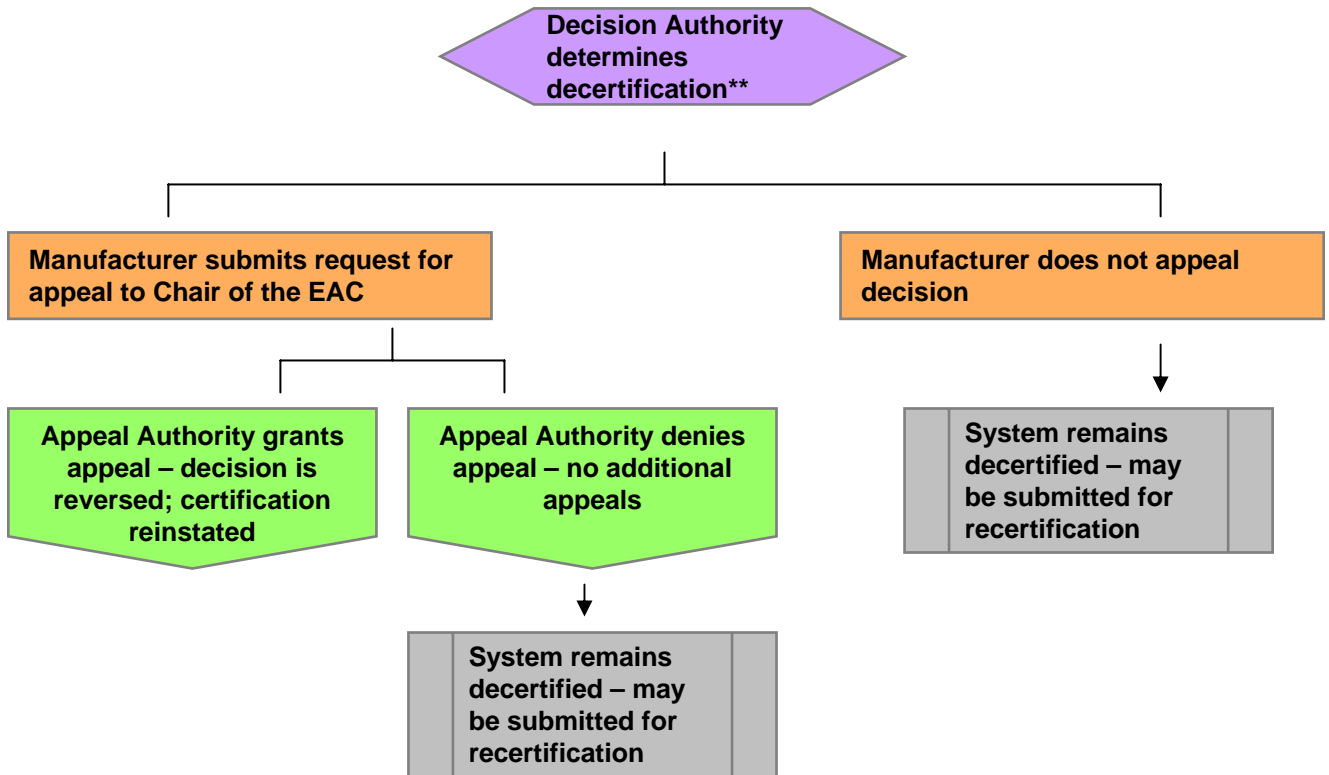 Decision Authority
determines
decertification**
Manufacturer submits request for
appeal to Chair of the EAC
Manufacturer does not appeal
decision
Appeal Authority grants
appeal – decision is
reversed; certification
reinstated
Appeal Authority denies
appeal – no additional
appeals
System remains
decertified – may
be submitted for
recertification
System remains
decertified – may
be submitted for
recertification